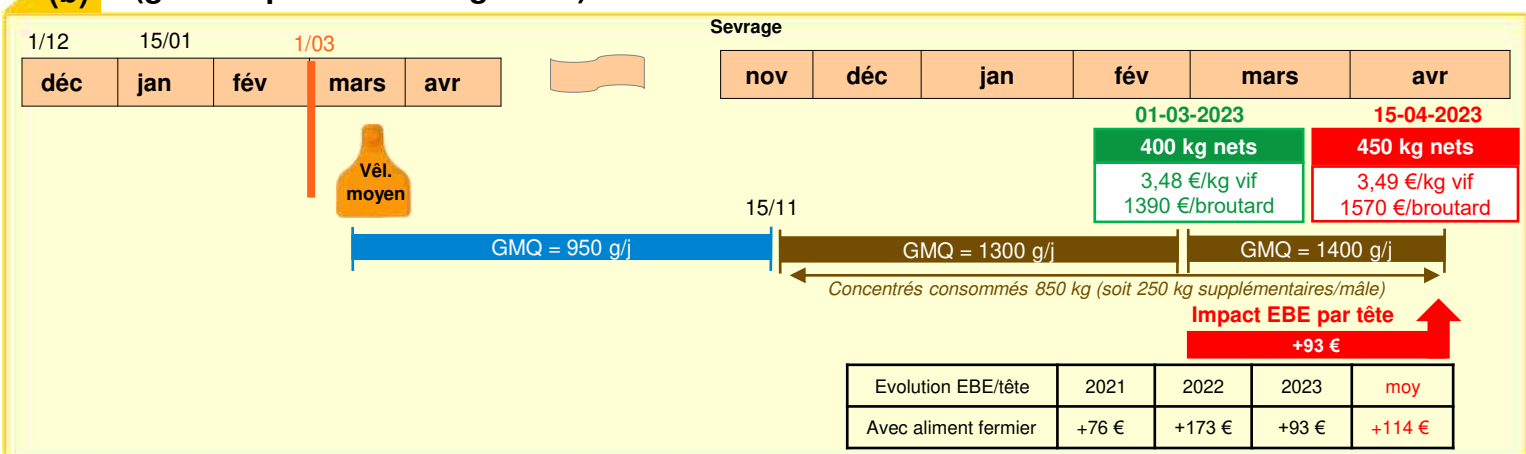 1/12 15/01 1/03 Sevrage
déc jan fév mars avr nov déc jan fév mars avr
01-03-2023 15-04-2023
400 kg nets 450 kg nets
Vêl.
moyen
3,48 €/kg vif 3,49 €/kg vif
1390 €/broutard 1570 €/broutard
15/11
GMQ = 950 g/j GMQ = 1300 g/j GMQ = 1400 g/j
Concentrés consommés 850 kg (soit 250 kg supplémentaires/mâle)
Impact EBE par tête
+93 €
Evolution EBE/tête 2021 2022 2023 moy
Avec aliment fermier +76 € +173 € +93 € +114 €